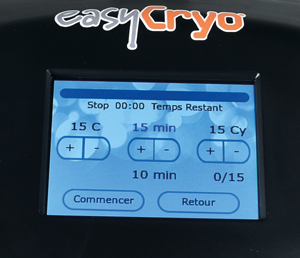 easyCryo
Stop 00:00 Temps Restant
15 C 15 min 15 Cy
+ - + - + -
10 min 0/15
Commencer Retour